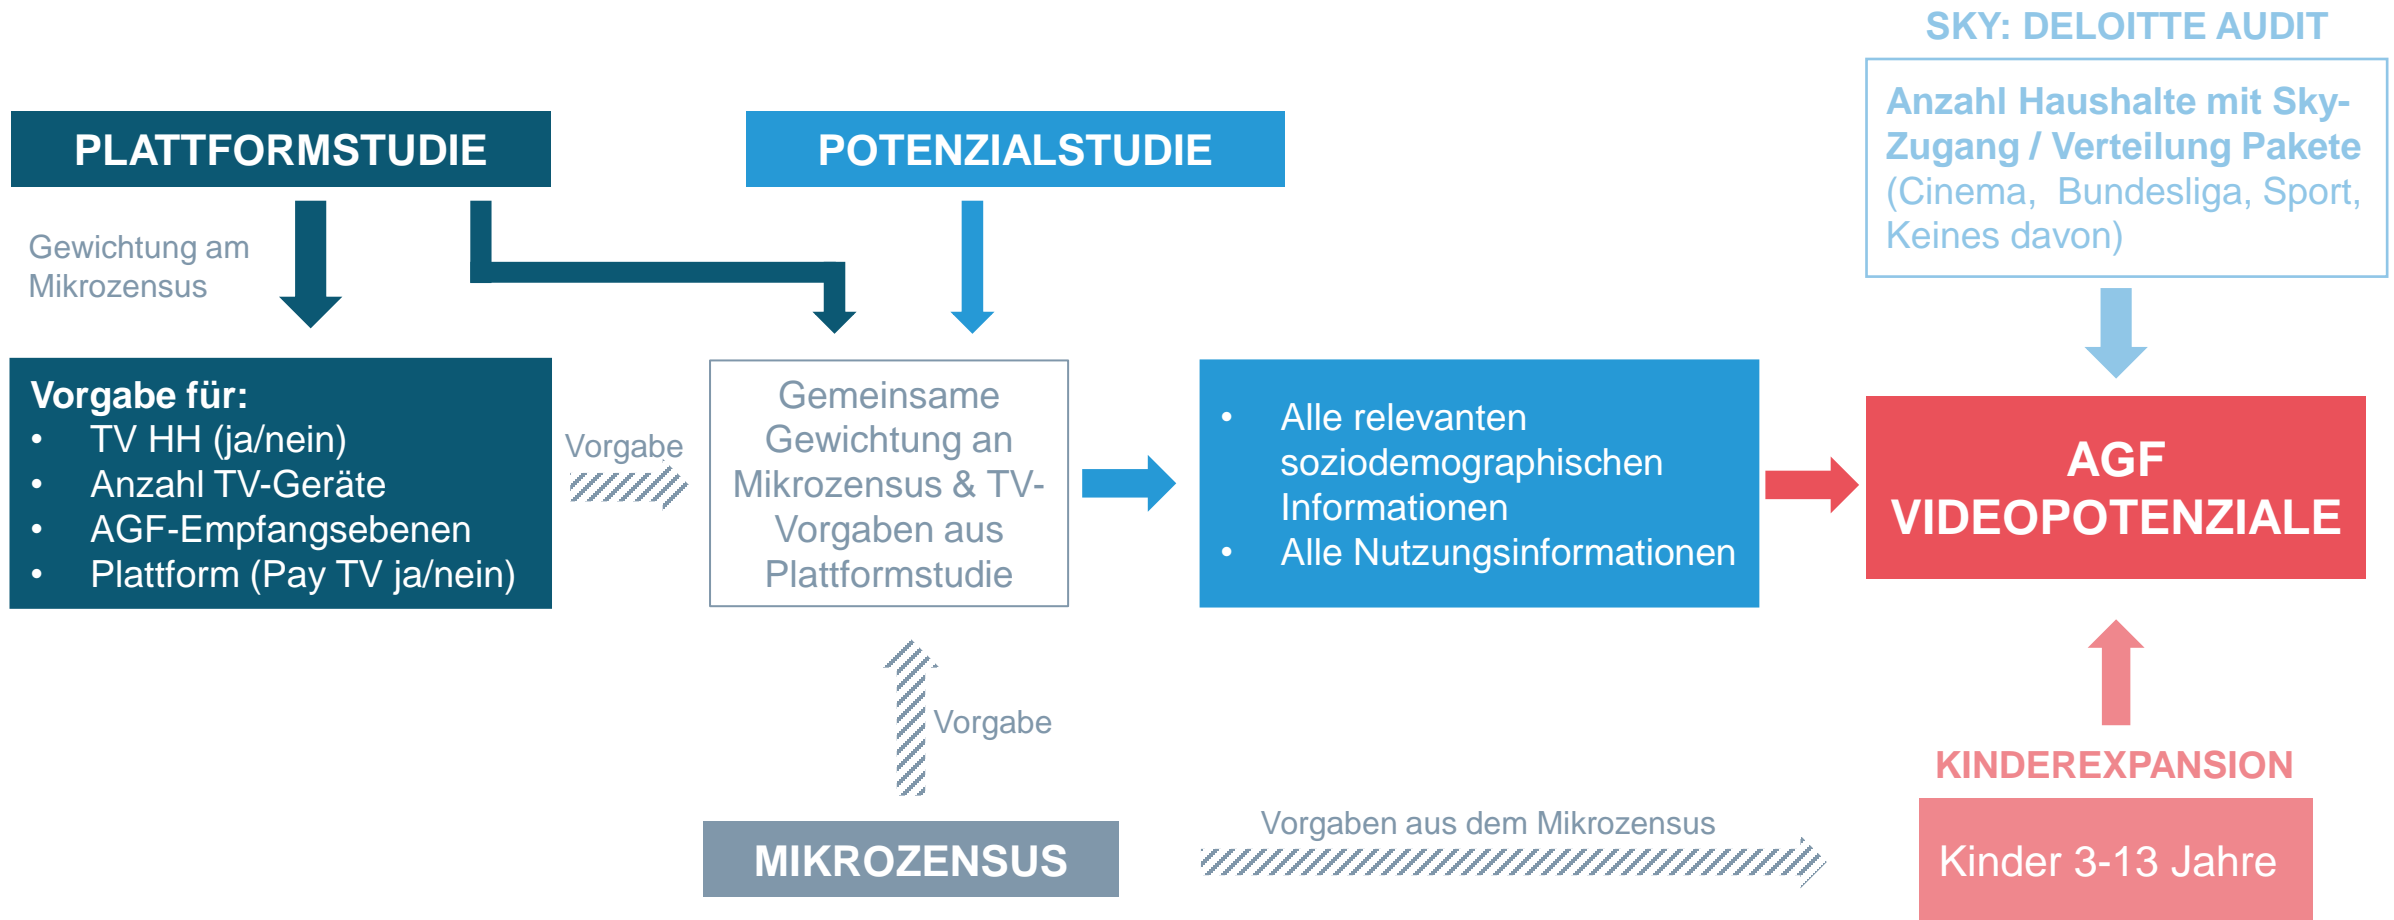 SKY: DELOITTE AUDIT
Anzahl Haushalte mit Sky-
Zugang / Verteilung Pakete
(Cinema, Bundesliga, Sport,
Keines davon)
PLATTFORMSTUDIE
POTENZIALSTUDIE
Gewichtung am
Mikrozensus
Vorgabe für:
• TV HH (ja/nein)
• Anzahl TV-Geräte
• AGF-Empfangsebenen
• Plattform (Pay TV ja/nein)
Vorgabe
Gemeinsame
Gewichtung an
Mikrozensus & TV-
Vorgaben aus
Plattformstudie
• Alle relevanten
soziodemographischen
Informationen
• Alle Nutzungsinformationen
AGF
VIDEOPOTENZIALE
Vorgabe
MIKROZENSUS
Vorgaben aus dem Mikrozensus
KINDEREXPANSION
Kinder 3-13 Jahre